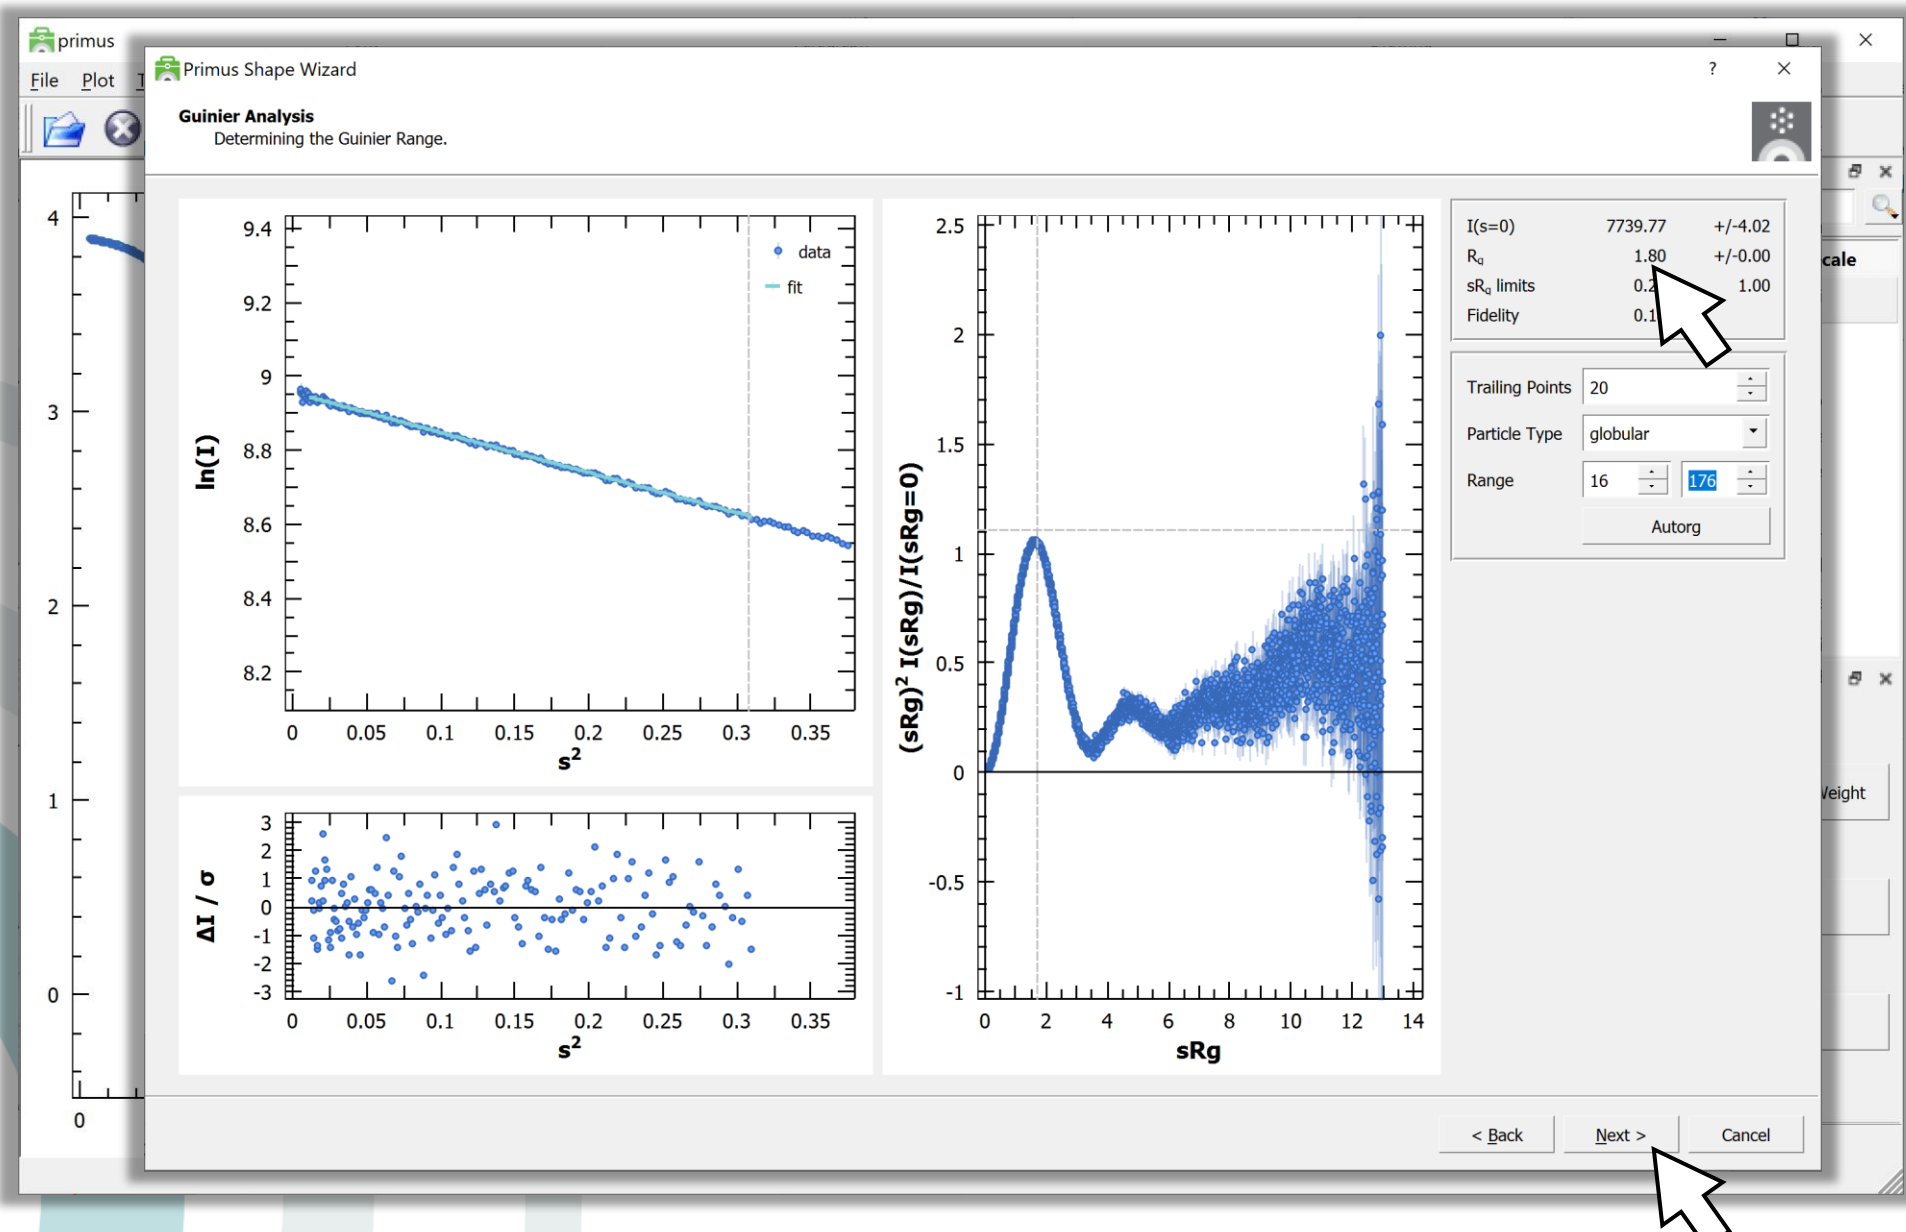 primus
File Plot
Primus Shape Wizard
?
Guinier Analysis
Determining the Guinier Range.
4
3
2
1
0
0
9.4
9.2
9
8.8
8.6
8.4
8.2
ln(I)
data
fit
0 0.05 0.1 0.15 0.2 0.25 0.3 0.35
s²
3
2
1
0
-1
-2
-3
ΔI / σ
0 0.05 0.1 0.15 0.2 0.25 0.3 0.35
s²
2.5
2
1.5
1
0.5
0
-0.5
-1
(sRg)² I(sRg)/I(sRg=0)
0 2 4 6 8 10 12 14
sRg
I(s=0) 7739.77 +/-4.02
Rg 1.80 +/-0.00
sRg limits 1.00
Fidelity
Trailing Points 20
Particle Type globular
Range 16 176
Autorg
cale
Veight
< Back Next > Cancel